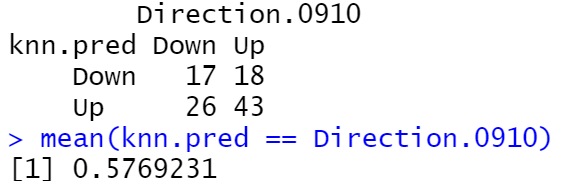 Direction.0910
knn.pred Down Up
Down 17 18
Up 26 43
> mean(knn.pred == Direction.0910)
[1] 0.5769231